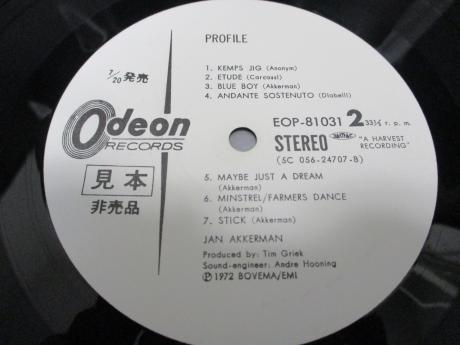 PROFILE
7/20発売
1. KEMPS JIG (Anonym)
2. ETUDE (Carcassi)
3. BLUE BOY (Akkerman)
4. ANDANTE SOSTENUTO (Diabelli)
Odeon
RECORDS
EOP-81031 2 33⅓ r. p. m.
STEREO "A HARVEST
RECORDING"
(5C 056-24707-B)
見本
非売品
5. MAYBE JUST A DREAM
(Akkerman)
6. MINSTREL/FARMERS DANCE
(Akkerman)
7. STICK (Akkerman)
JAN AKKERMAN
Produced by: Tim Griek
Sound-engineer: Andre Hooning
Ⓟ 1972 BOVEMA/EMI